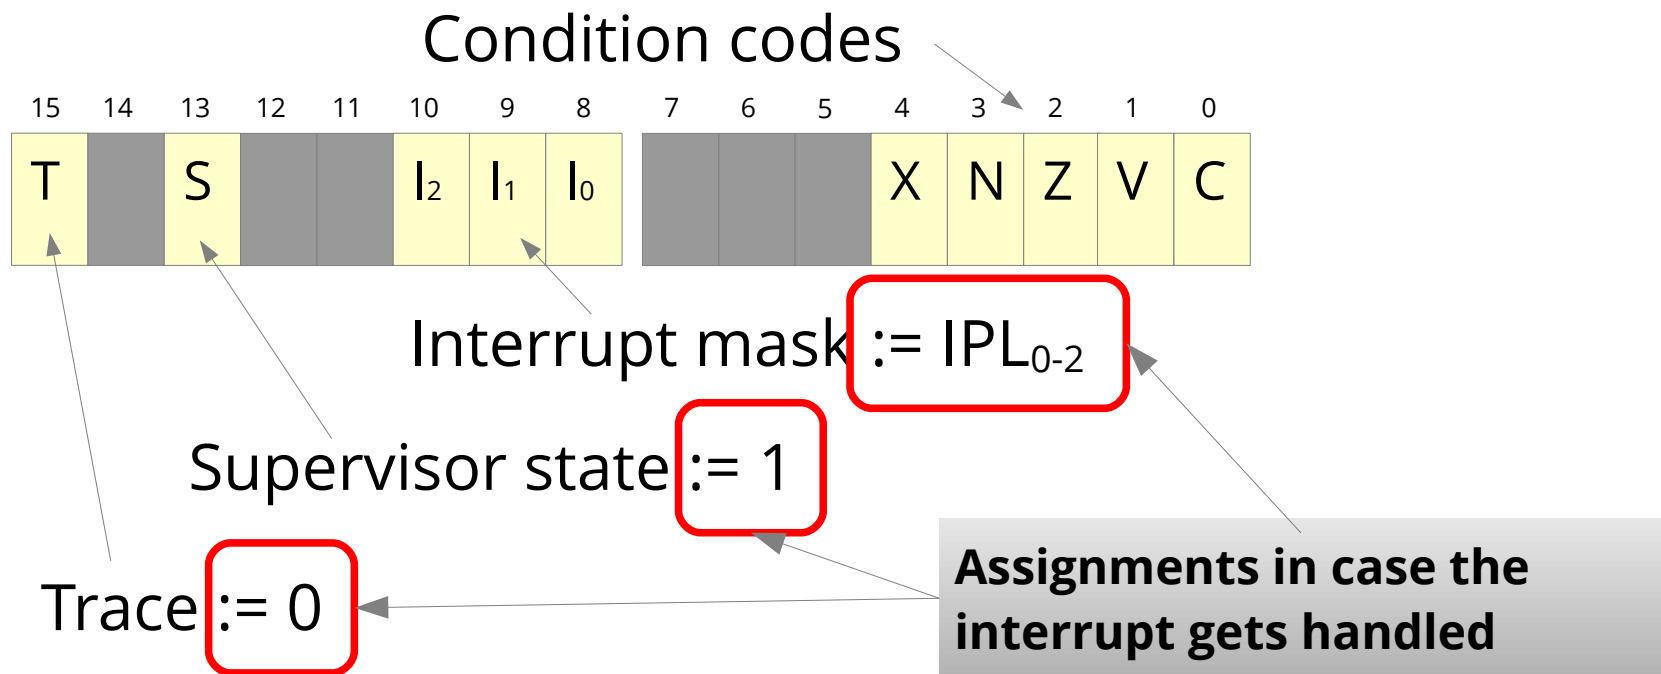 Condition codes
15 14 13 12 11 10 9 8 7 6 5 4 3 2 1 0
T S I2 I1 I0 X N Z V C
Interrupt mask := IPL0-2
Supervisor state := 1
Trace := 0
Assignments in case the
interrupt gets handled